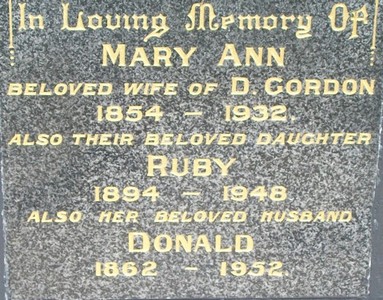 In Loving Memory Of
MARY ANN
BELOVED WIFE OF D. GORDON
1854 – 1932.
ALSO THEIR BELOVED DAUGHTER
RUBY
1894 – 1948
ALSO HER BELOVED HUSBAND
DONALD
1862 – 1952.